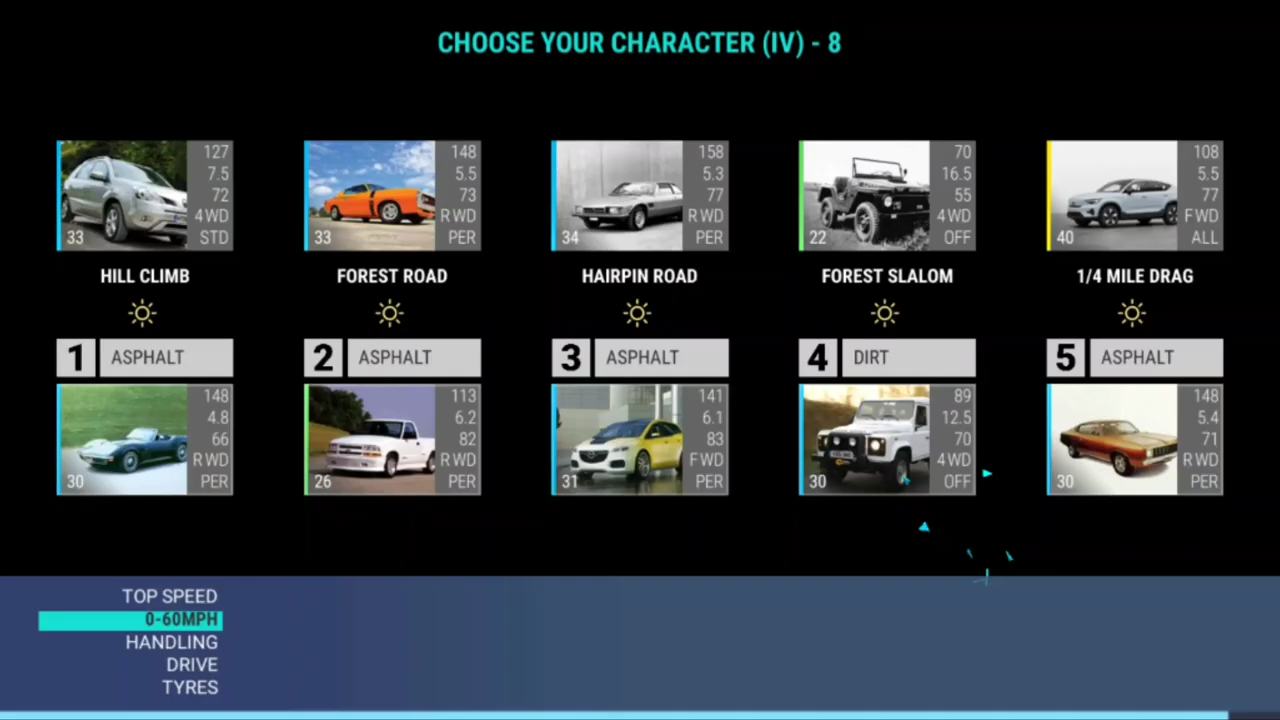 CHOOSE YOUR CHARACTER (IV) - 8
127
7.5
72
4WD
STD
33
148
5.5
73
RWD
PER
33
158
5.3
77
RWD
PER
34
70
16.5
55
4WD
OFF
22
108
5.5
77
FWD
ALL
40
HILL CLIMB
FOREST ROAD
HAIRPIN ROAD
FOREST SLALOM
1/4 MILE DRAG
1 ASPHALT
2 ASPHALT
3 ASPHALT
4 DIRT
5 ASPHALT
148
4.8
66
RWD
PER
30
113
6.2
82
RWD
PER
26
141
6.1
83
FWD
PER
31
89
12.5
70
4WD
OFF
30
148
5.4
71
RWD
PER
30
TOP SPEED
0-60MPH
HANDLING
DRIVE
TYRES